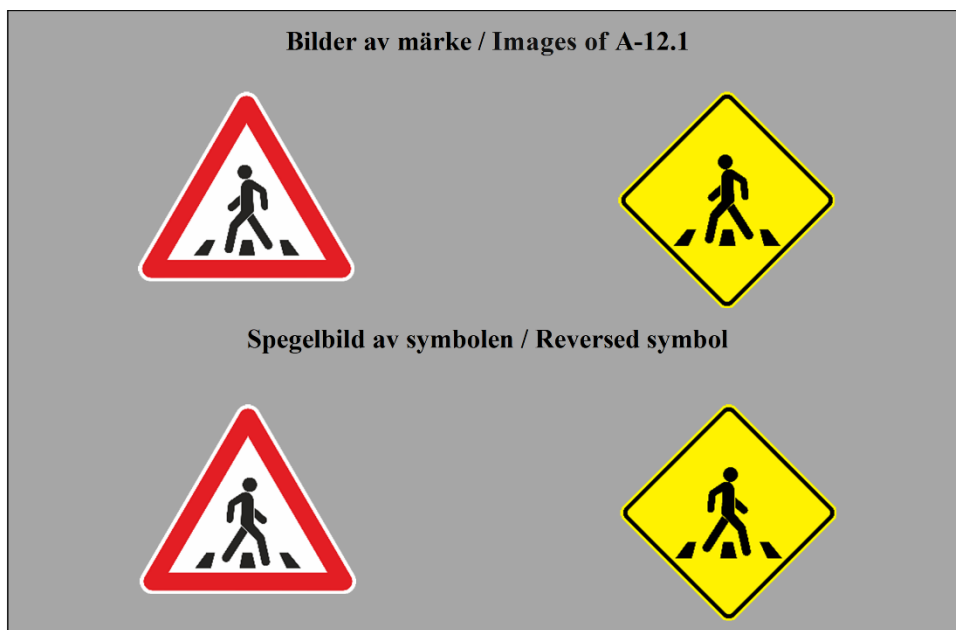 Bilder av märke / Images of A-12.1
Spegelbild av symbolen / Reversed symbol